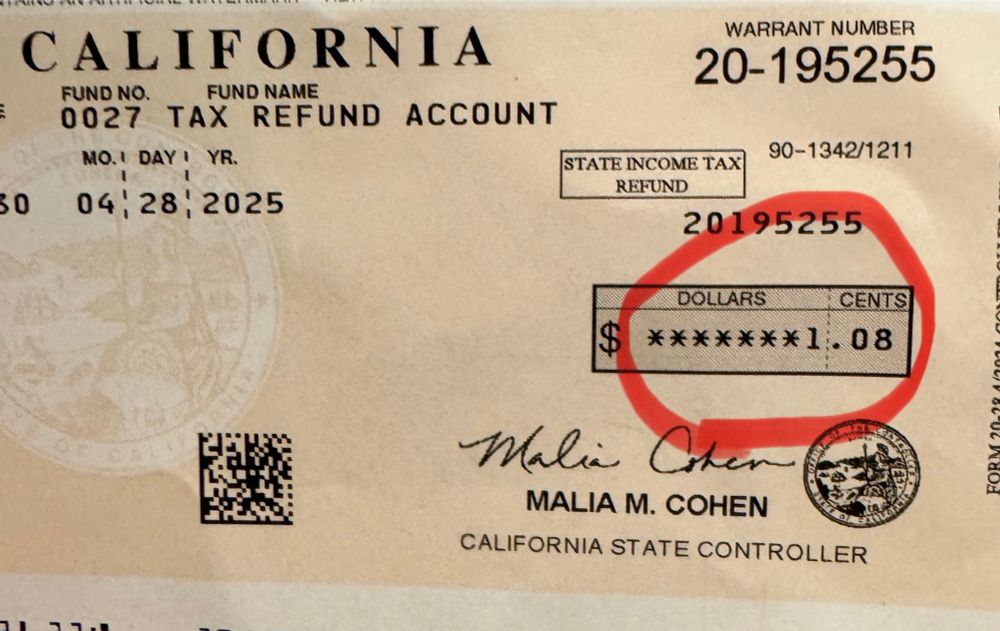 CALIFORNIA
WARRANT NUMBER
20-195255
FUND NO. FUND NAME
0027 TAX REFUND ACCOUNT
MO. DAY YR.
30 04 28 2025
STATE INCOME TAX
REFUND
90-1342/1211
20195255
DOLLARS CENTS
$ *******1.08
Malia Cohen
MALIA M. COHEN
CALIFORNIA STATE CONTROLLER